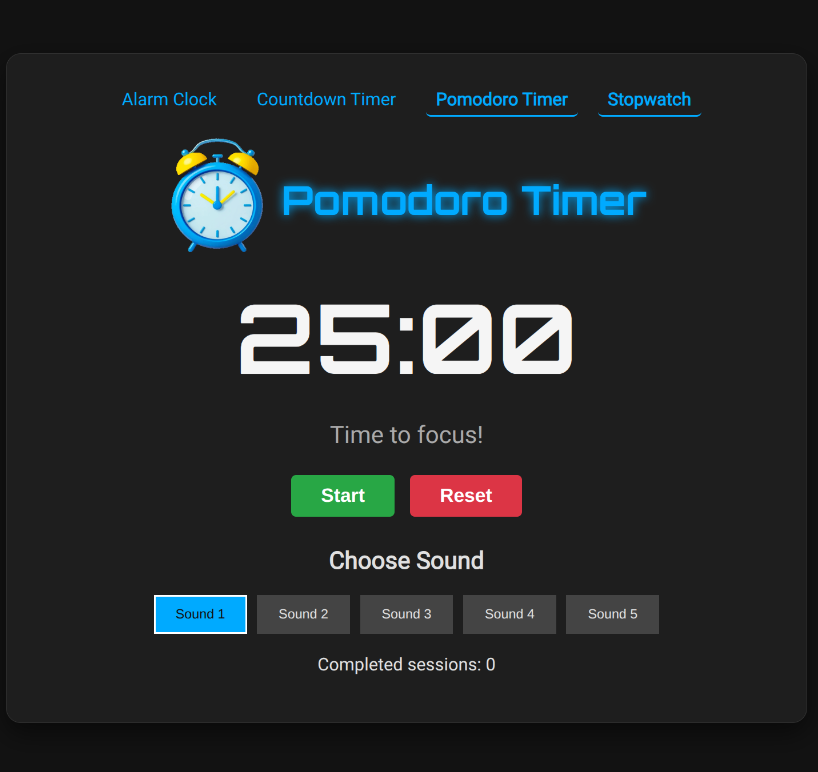 Alarm Clock Countdown Timer Pomodoro Timer Stopwatch
Pomodoro Timer
25:00
Time to focus!
Start Reset
Choose Sound
Sound 1 Sound 2 Sound 3 Sound 4 Sound 5
Completed sessions: 0